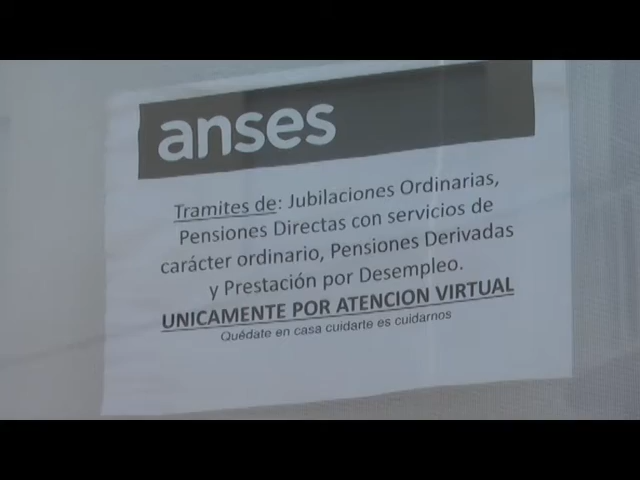 anses
Tramites de: Jubilaciones Ordinarias,
Pensiones Directas con servicios de
carácter ordinario, Pensiones Derivadas
y Prestación por Desempleo.
UNICAMENTE POR ATENCION VIRTUAL
Quédate en casa cuidarte es cuidarnos